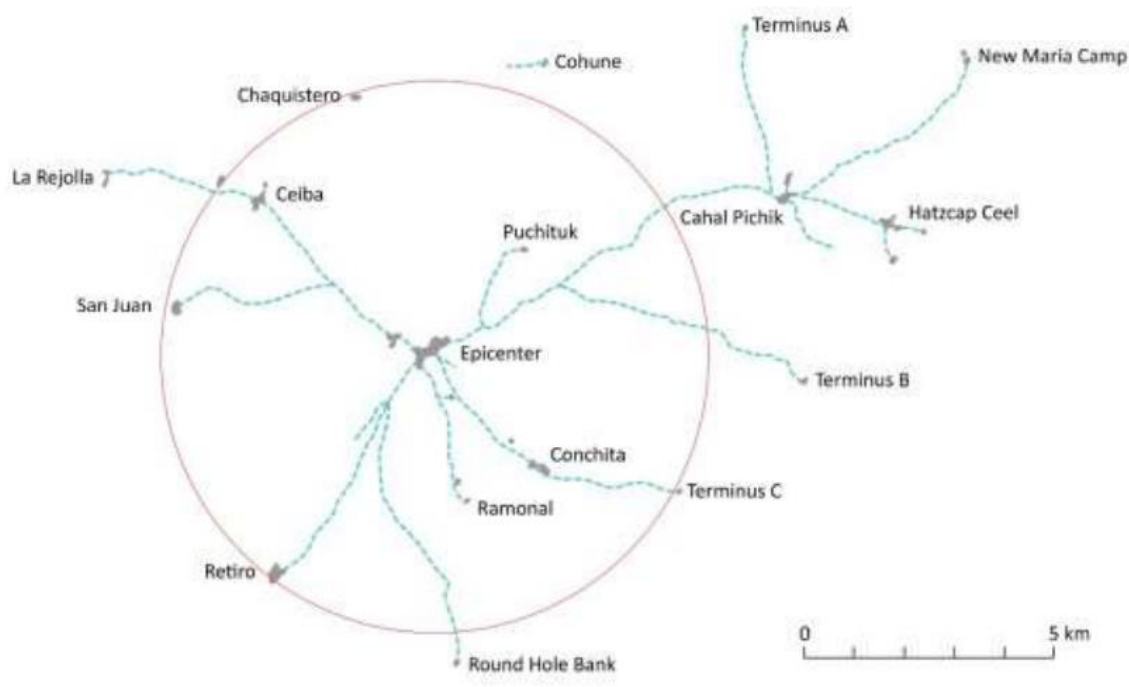 Terminus A
New Maria Camp
Cohune
Chaquistero
La Rejolla
Ceiba
Cahal Pichik
Hatzcap Ceel
Puchituk
San Juan
Epicenter
Terminus B
Conchita
Terminus C
Ramonal
Retiro
0 5 km
Round Hole Bank